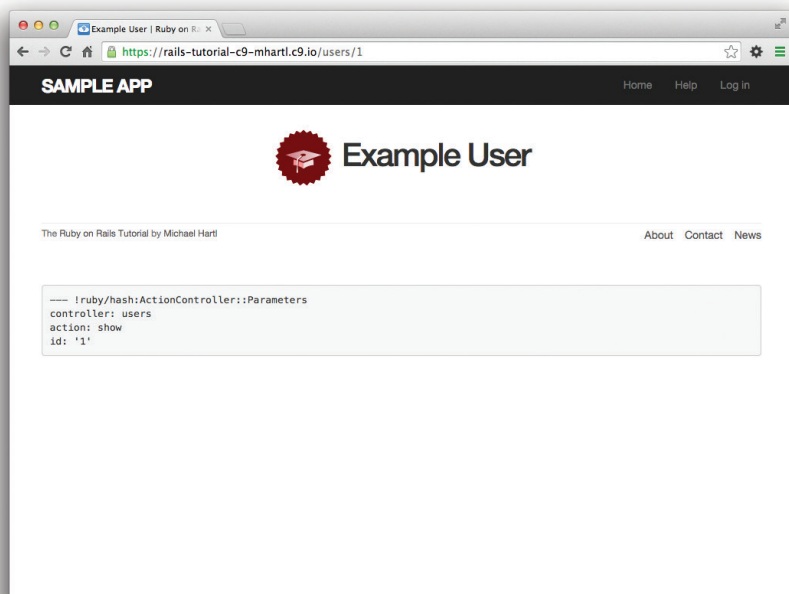 Example User | Ruby on Ra
https://rails-tutorial-c9-mhartl.c9.io/users/1
SAMPLE APP
Home Help Log in
Example User
The Ruby on Rails Tutorial by Michael Hartl
About Contact News
--- !ruby/hash:ActionController::Parameters
controller: users
action: show
id: '1'